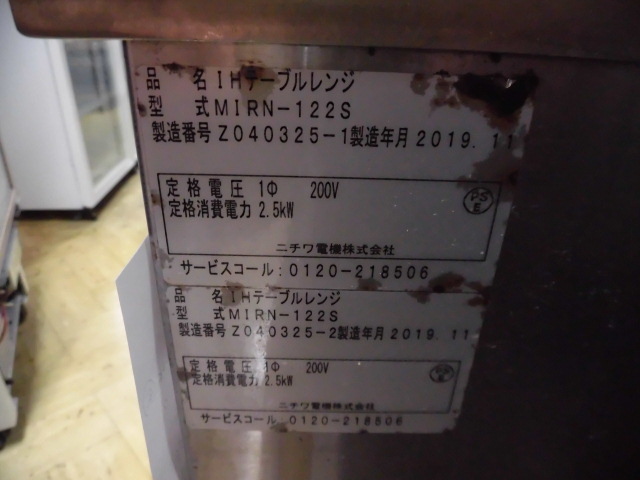 品 名 IHテーブルレンジ
型 式 MIRN-122S
製造番号 Z040325-1 製造年月 2019. 11
定格電圧 1Φ 200V
定格消費電力 2.5kW
PS
E
ニチワ電機株式会社
サービスコール:0120-218506
品 名 IHテーブルレンジ
型 式 MIRN-122S
製造番号 Z040325-2 製造年月 2019. 11
定格電圧 1Φ 200V
定格消費電力 2.5kW
PS
E
ニチワ電機株式会社
サービスコール:0120-218506